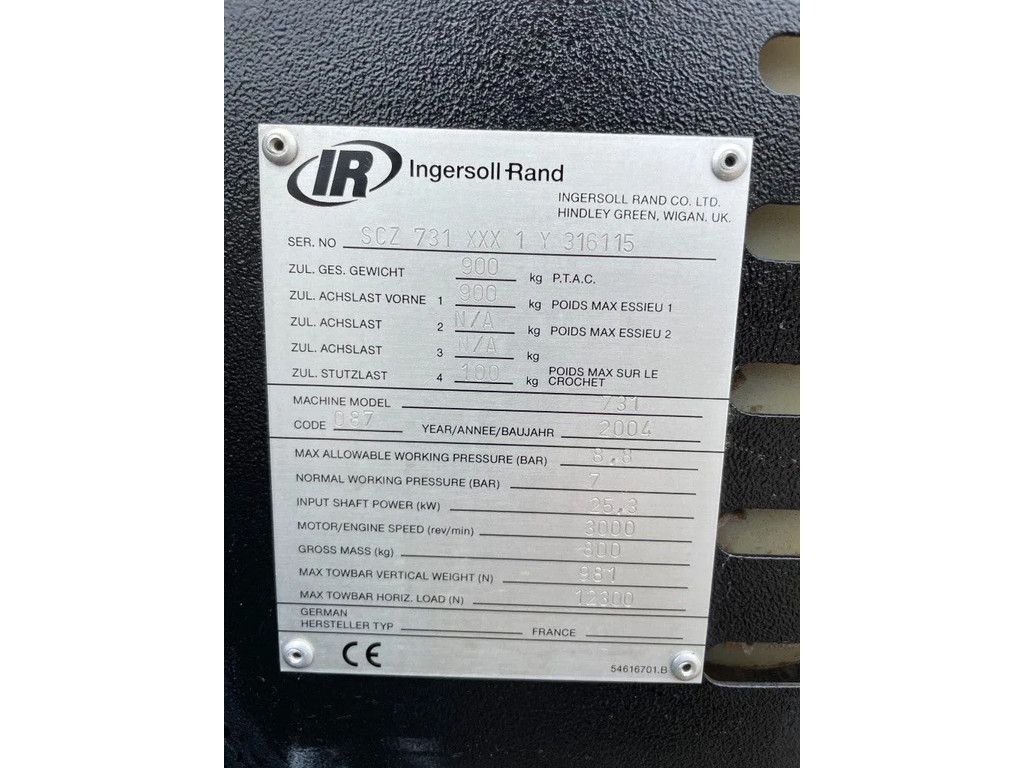 IR Ingersoll-Rand
INGERSOLL RAND CO. LTD.
HINDLEY GREEN, WIGAN. UK.
SER. NO SCZ 731 XXX 1 Y 316115
ZUL. GES. GEWICHT 900 kg P.T.A.C.
ZUL. ACHSLAST VORNE 1 900 kg POIDS MAX ESSIEU 1
ZUL. ACHSLAST 2 N/A kg POIDS MAX ESSIEU 2
ZUL. ACHSLAST 3 N/A kg
ZUL. STUTZLAST 4 100 kg POIDS MAX SUR LE
CROCHET
MACHINE MODEL 731
CODE 087 YEAR/ANNEE/BAUJAHR 2004
MAX ALLOWABLE WORKING PRESSURE (BAR) 8,8
NORMAL WORKING PRESSURE (BAR) 7
INPUT SHAFT POWER (kW) 25,3
MOTOR/ENGINE SPEED (rev/min) 3000
GROSS MASS (kg) 800
MAX TOWBAR VERTICAL WEIGHT (N) 981
MAX TOWBAR HORIZ. LOAD (N) 12300
GERMAN
HERSTELLER TYP FRANCE
CE 54616701.B